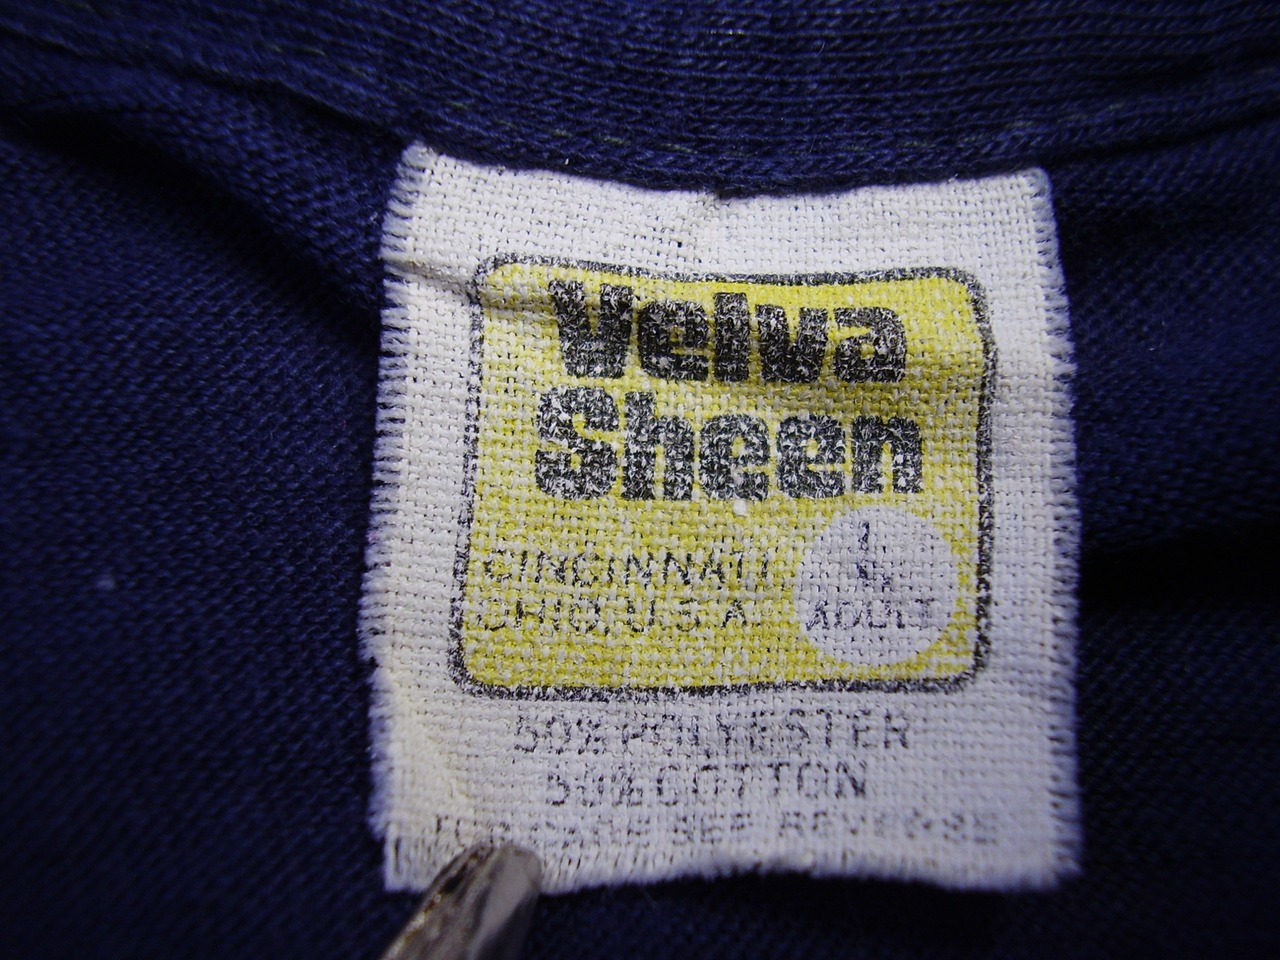 Velva
Sheen
CINCINNATI
OHIO, U.S.A.
L
ADULT
50% POLYESTER
50% COTTON
FOR CARE SEE REVERSE